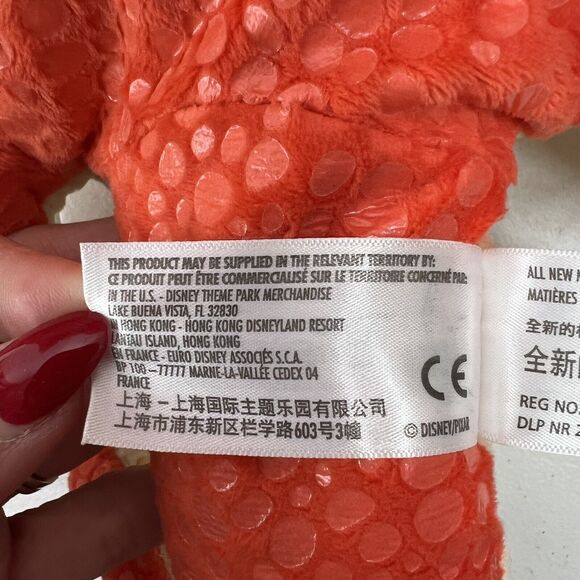 THIS PRODUCT MAY BE SUPPLIED IN THE RELEVANT TERRITORY BY:
CE PRODUIT PEUT ÊTRE COMMERCIALISÉ SUR LE TERRITOIRE CONCERNÉ PAR:
IN THE U.S. - DISNEY THEME PARK MERCHANDISE
LAKE BUENA VISTA, FL 32830
IN HONG KONG - HONG KONG DISNEYLAND RESORT
LANTAU ISLAND, HONG KONG
EN FRANCE - EURO DISNEY ASSOCIÉS S.C.A.
BP 100 -77777 MARNE-LA-VALLÉE CEDEX 04
FRANCE
上海 -上海国际主题乐园有限公司
上海市浦东新区栏学路603号3幢
CE
© DISNEY/PIXAR
ALL NEW
MATIÈRES
全新的
全新
REG NO.
DLP NR 2